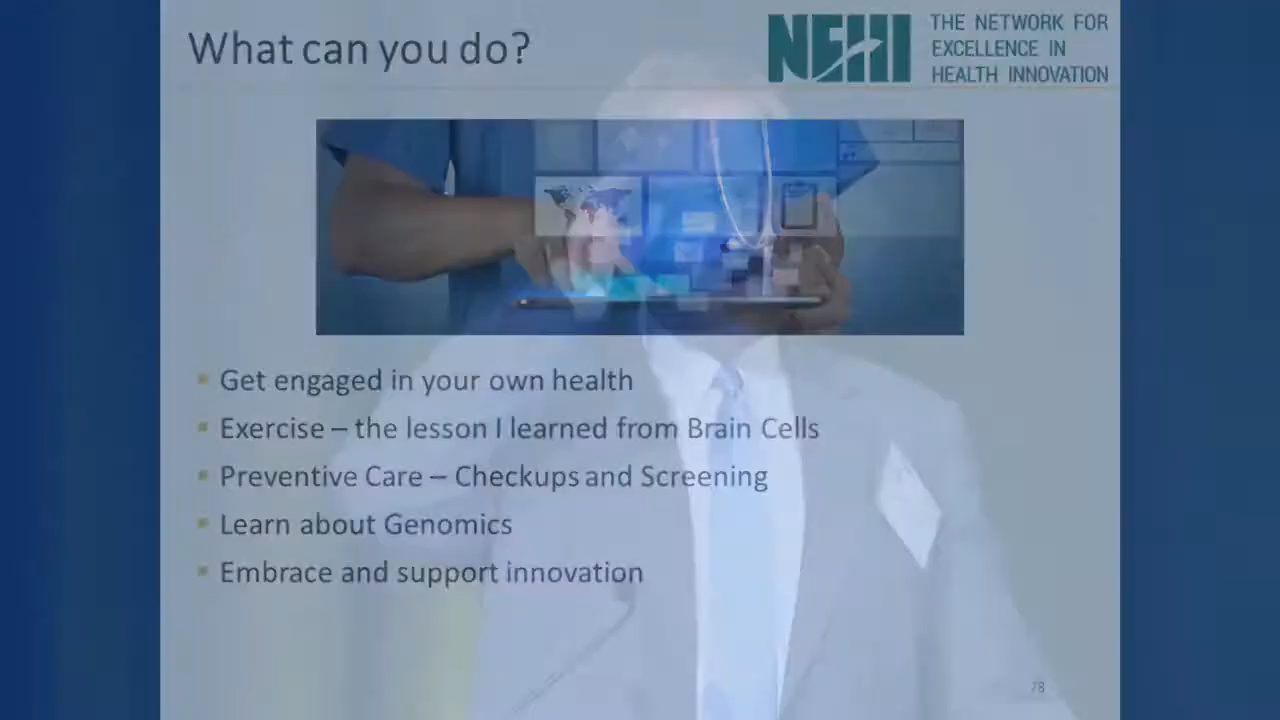 What can you do?
NEHI
THE NETWORK FOR
EXCELLENCE IN
HEALTH INNOVATION
Get engaged in your own health
Exercise – the lesson I learned from Brain Cells
Preventive Care – Checkups and Screening
Learn about Genomics
Embrace and support innovation
78